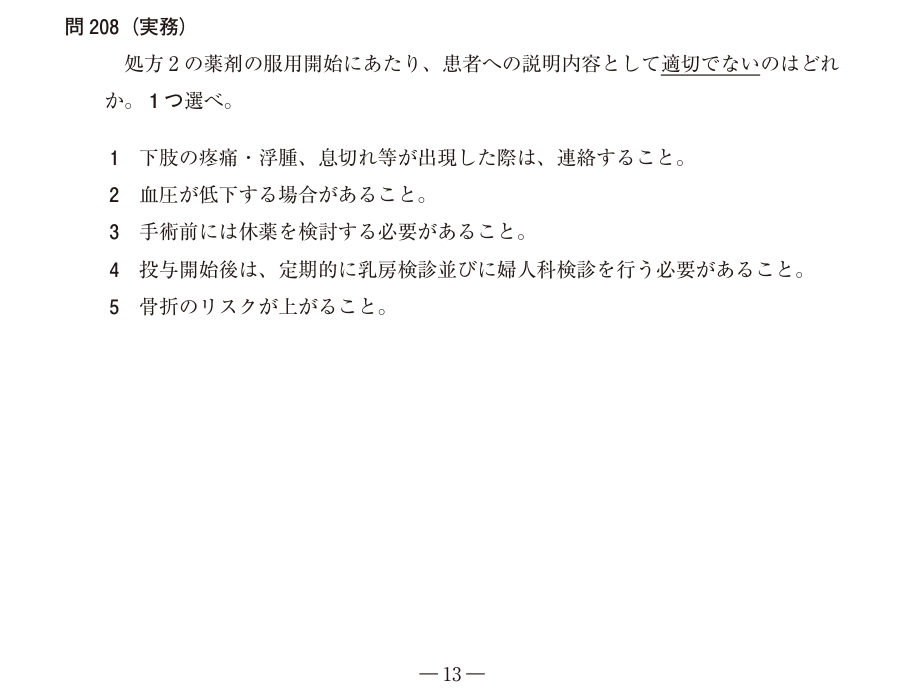 問 208（実務）
処方２の薬剤の服用開始にあたり、患者への説明内容として適切でないのはどれ
か。１つ選べ。
1 下肢の疼痛・浮腫、息切れ等が出現した際は、連絡すること。
2 血圧が低下する場合があること。
3 手術前には休薬を検討する必要があること。
4 投与開始後は、定期的に乳房検診並びに婦人科検診を行う必要があること。
5 骨折のリスクが上がること。
― 13 ―